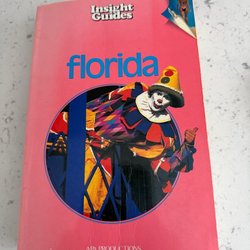 Insight
Guides
florida
APA PRODUCTIONS